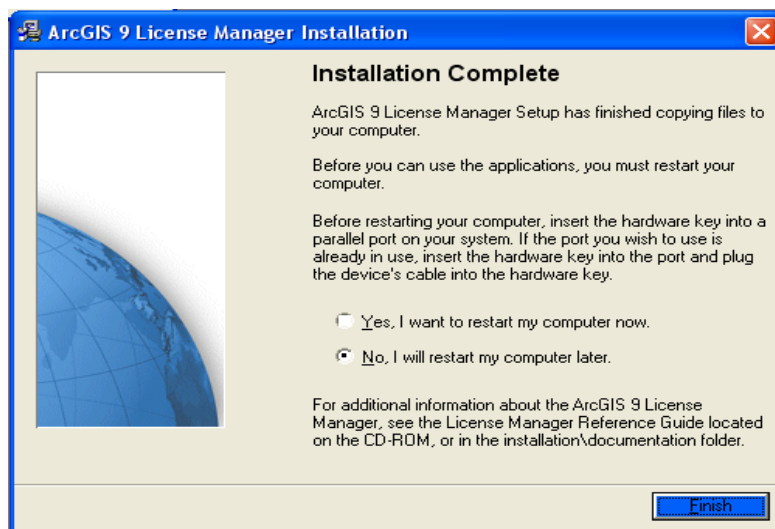 ArcGIS 9 License Manager Installation
Installation Complete
ArcGIS 9 License Manager Setup has finished copying files to
your computer.
Before you can use the applications, you must restart your
computer.
Before restarting your computer, insert the hardware key into a
parallel port on your system. If the port you wish to use is
already in use, insert the hardware key into the port and plug
the device's cable into the hardware key.
Yes, I want to restart my computer now.
No, I will restart my computer later.
For additional information about the ArcGIS 9 License
Manager, see the License Manager Reference Guide located
on the CD-ROM, or in the installation\documentation folder.
Finish